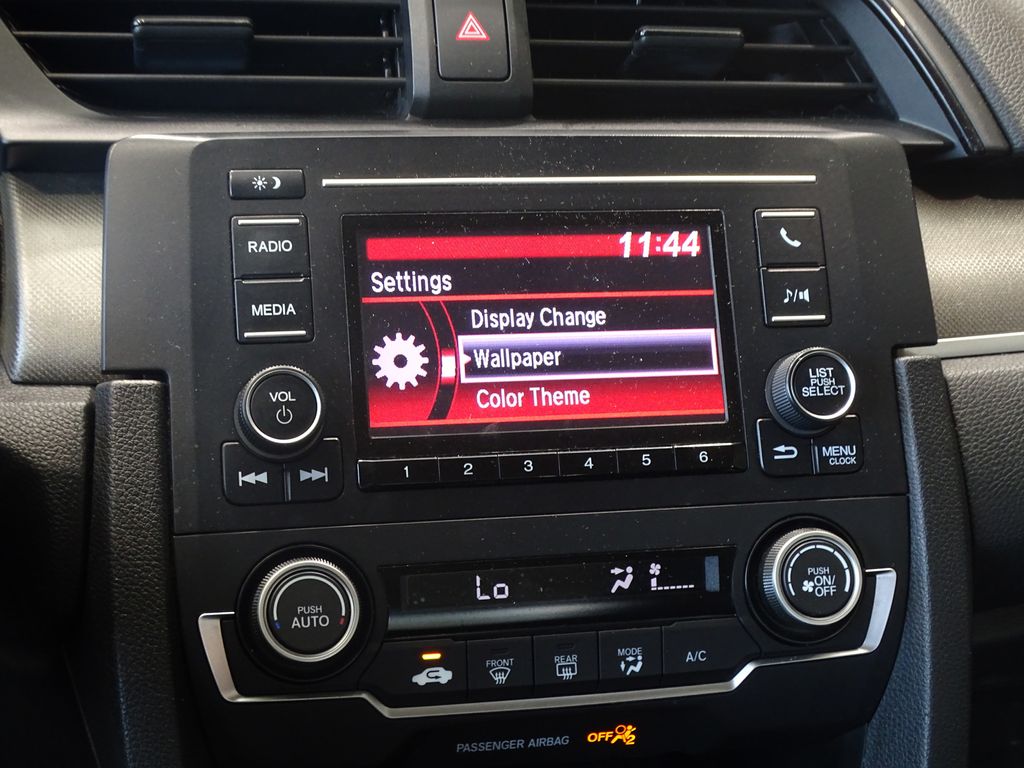 RADIO
MEDIA
11:44
Settings
Display Change
Wallpaper
Color Theme
VOL
LIST
PUSH
SELECT
MENU
CLOCK
1 2 3 4 5 6
PUSH
AUTO
Lo
PUSH
ON/
OFF
FRONT
REAR
MODE
A/C
PASSENGER AIRBAG
OFF
2